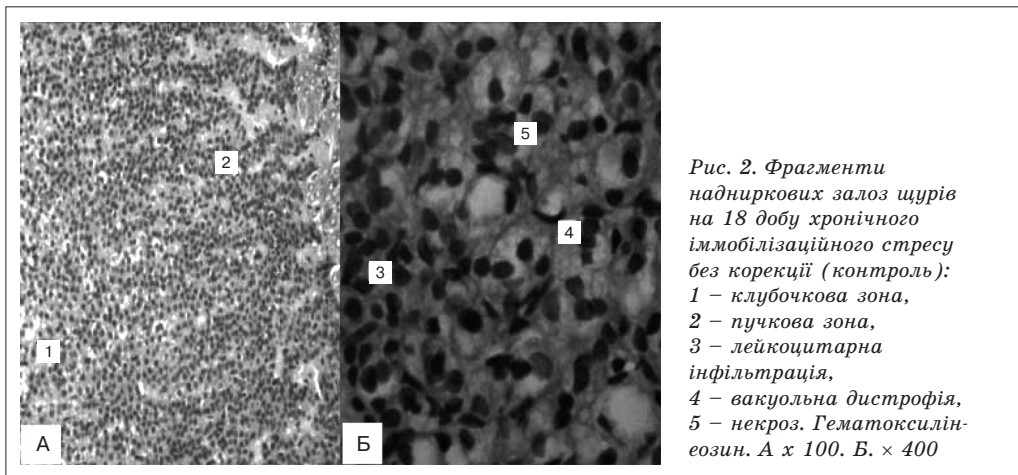 2
1
А
5
4
3
Б
Рис. 2. Фрагменти
надниркових залоз щурів
на 18 добу хронічного
іммобілізаційного стресу
без корекції (контроль):
1 – клубочкова зона,
2 – пучкова зона,
3 – лейкоцитарна
інфільтрація,
4 – вакуольна дистрофія,
5 – некроз. Гематоксилін-
еозин. А х 100. Б. × 400